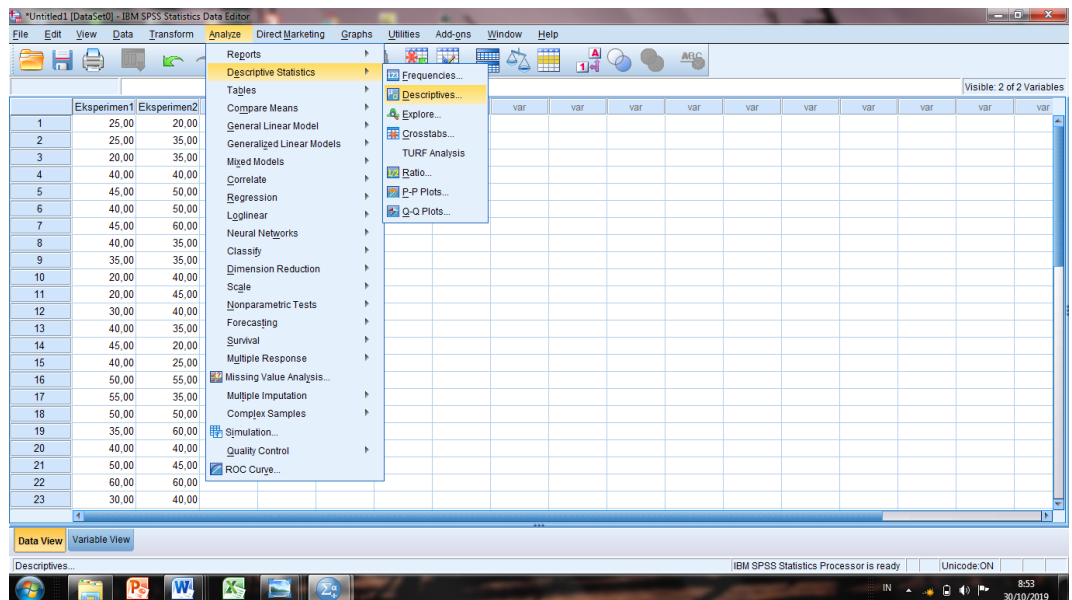 *Untitled1 [DataSet0] - IBM SPSS Statistics Data Editor
File Edit View Data Transform Analyze Direct Marketing Graphs Utilities Add-ons Window Help
Visible: 2 of 2 Variables
Eksperimen1 Eksperimen2 var var var var var var var var var var
1 25,00 20,00
2 25,00 35,00
3 20,00 35,00
4 40,00 40,00
5 45,00 50,00
6 40,00 50,00
7 45,00 60,00
8 40,00 35,00
9 35,00 35,00
10 20,00 40,00
11 20,00 45,00
12 30,00 40,00
13 40,00 35,00
14 45,00 20,00
15 40,00 25,00
16 50,00 55,00
17 55,00 35,00
18 50,00 50,00
19 35,00 60,00
20 40,00 40,00
21 50,00 45,00
22 60,00 60,00
23 30,00 40,00
Reports
Descriptive Statistics
Tables
Compare Means
General Linear Model
Generalized Linear Models
Mixed Models
Correlate
Regression
Loglinear
Neural Networks
Classify
Dimension Reduction
Scale
Nonparametric Tests
Forecasting
Survival
Multiple Response
Missing Value Analysis...
Multiple Imputation
Complex Samples
Simulation...
Quality Control
ROC Curve...
Frequencies...
Descriptives...
Explore...
Crosstabs...
TURF Analysis
Ratio...
P-P Plots...
Q-Q Plots...
Data View Variable View
Descriptives... IBM SPSS Statistics Processor is ready Unicode:ON
IN 8:53
30/10/2019